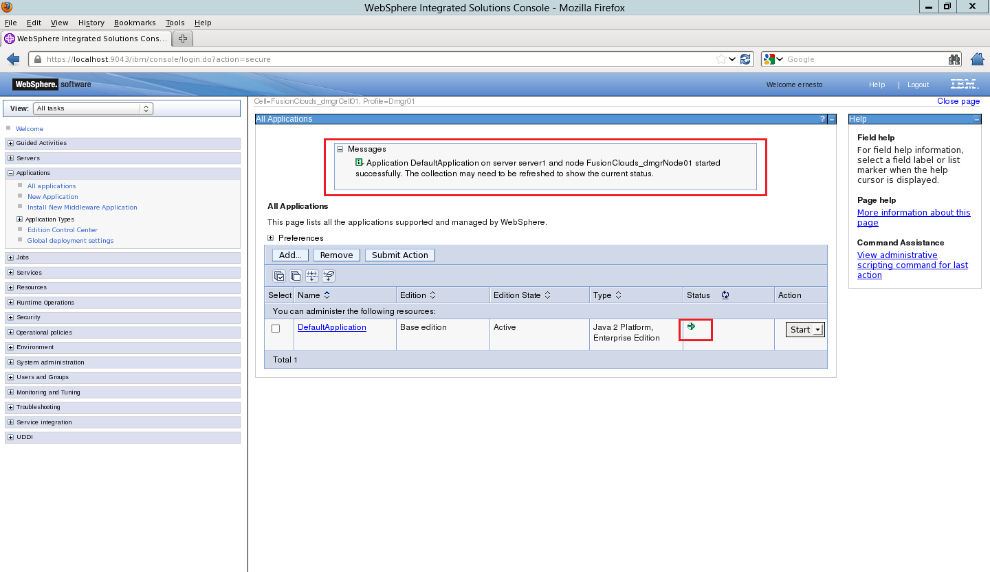 WebSphere Integrated Solutions Console - Mozilla Firefox
File Edit View History Bookmarks Tools Help
WebSphere Integrated Solutions Cons...
https://localhost:9043/ibm/console/login.do?action=secure
Google
WebSphere. software
Welcome ernesto
Help | Logout
IBM.
View: All tasks
Welcome
Guided Activities
Servers
Applications
All applications
New Application
Install New Middleware Application
Application Types
Edition Control Center
Global deployment settings
Jobs
Services
Resources
Runtime Operations
Security
Operational policies
Environment
System administration
Users and Groups
Monitoring and Tuning
Troubleshooting
Service integration
UDDI
Cell=FusionClouds_dmgrCell01, Profile=Dmgr01
Close page
All Applications
? –
Messages
Application DefaultApplication on server server1 and node FusionClouds_dmgrNode01 started
successfully. The collection may need to be refreshed to show the current status.
All Applications
This page lists all the applications supported and managed by WebSphere.
Preferences
Add... Remove Submit Action
Select Name Edition Edition State Type Status Action
You can administer the following resources:
DefaultApplication Base edition Active Java 2 Platform,
Enterprise Edition
Start
Total 1
Help
Field help
For field help information,
select a field label or list
marker when the help
cursor is displayed.
Page help
More information about this
page
Command Assistance
View administrative
scripting command for last
action